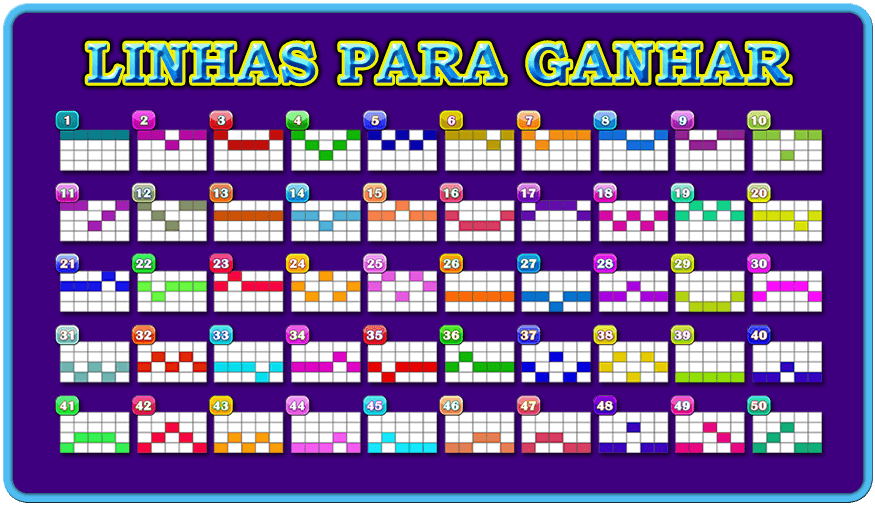 LINHAS PARA GANHAR
1 2 3 4 5 6 7 8 9 10
11 12 13 14 15 16 17 18 19 20
21 22 23 24 25 26 27 28 29 30
31 32 33 34 35 36 37 38 39 40
41 42 43 44 45 46 47 48 49 50